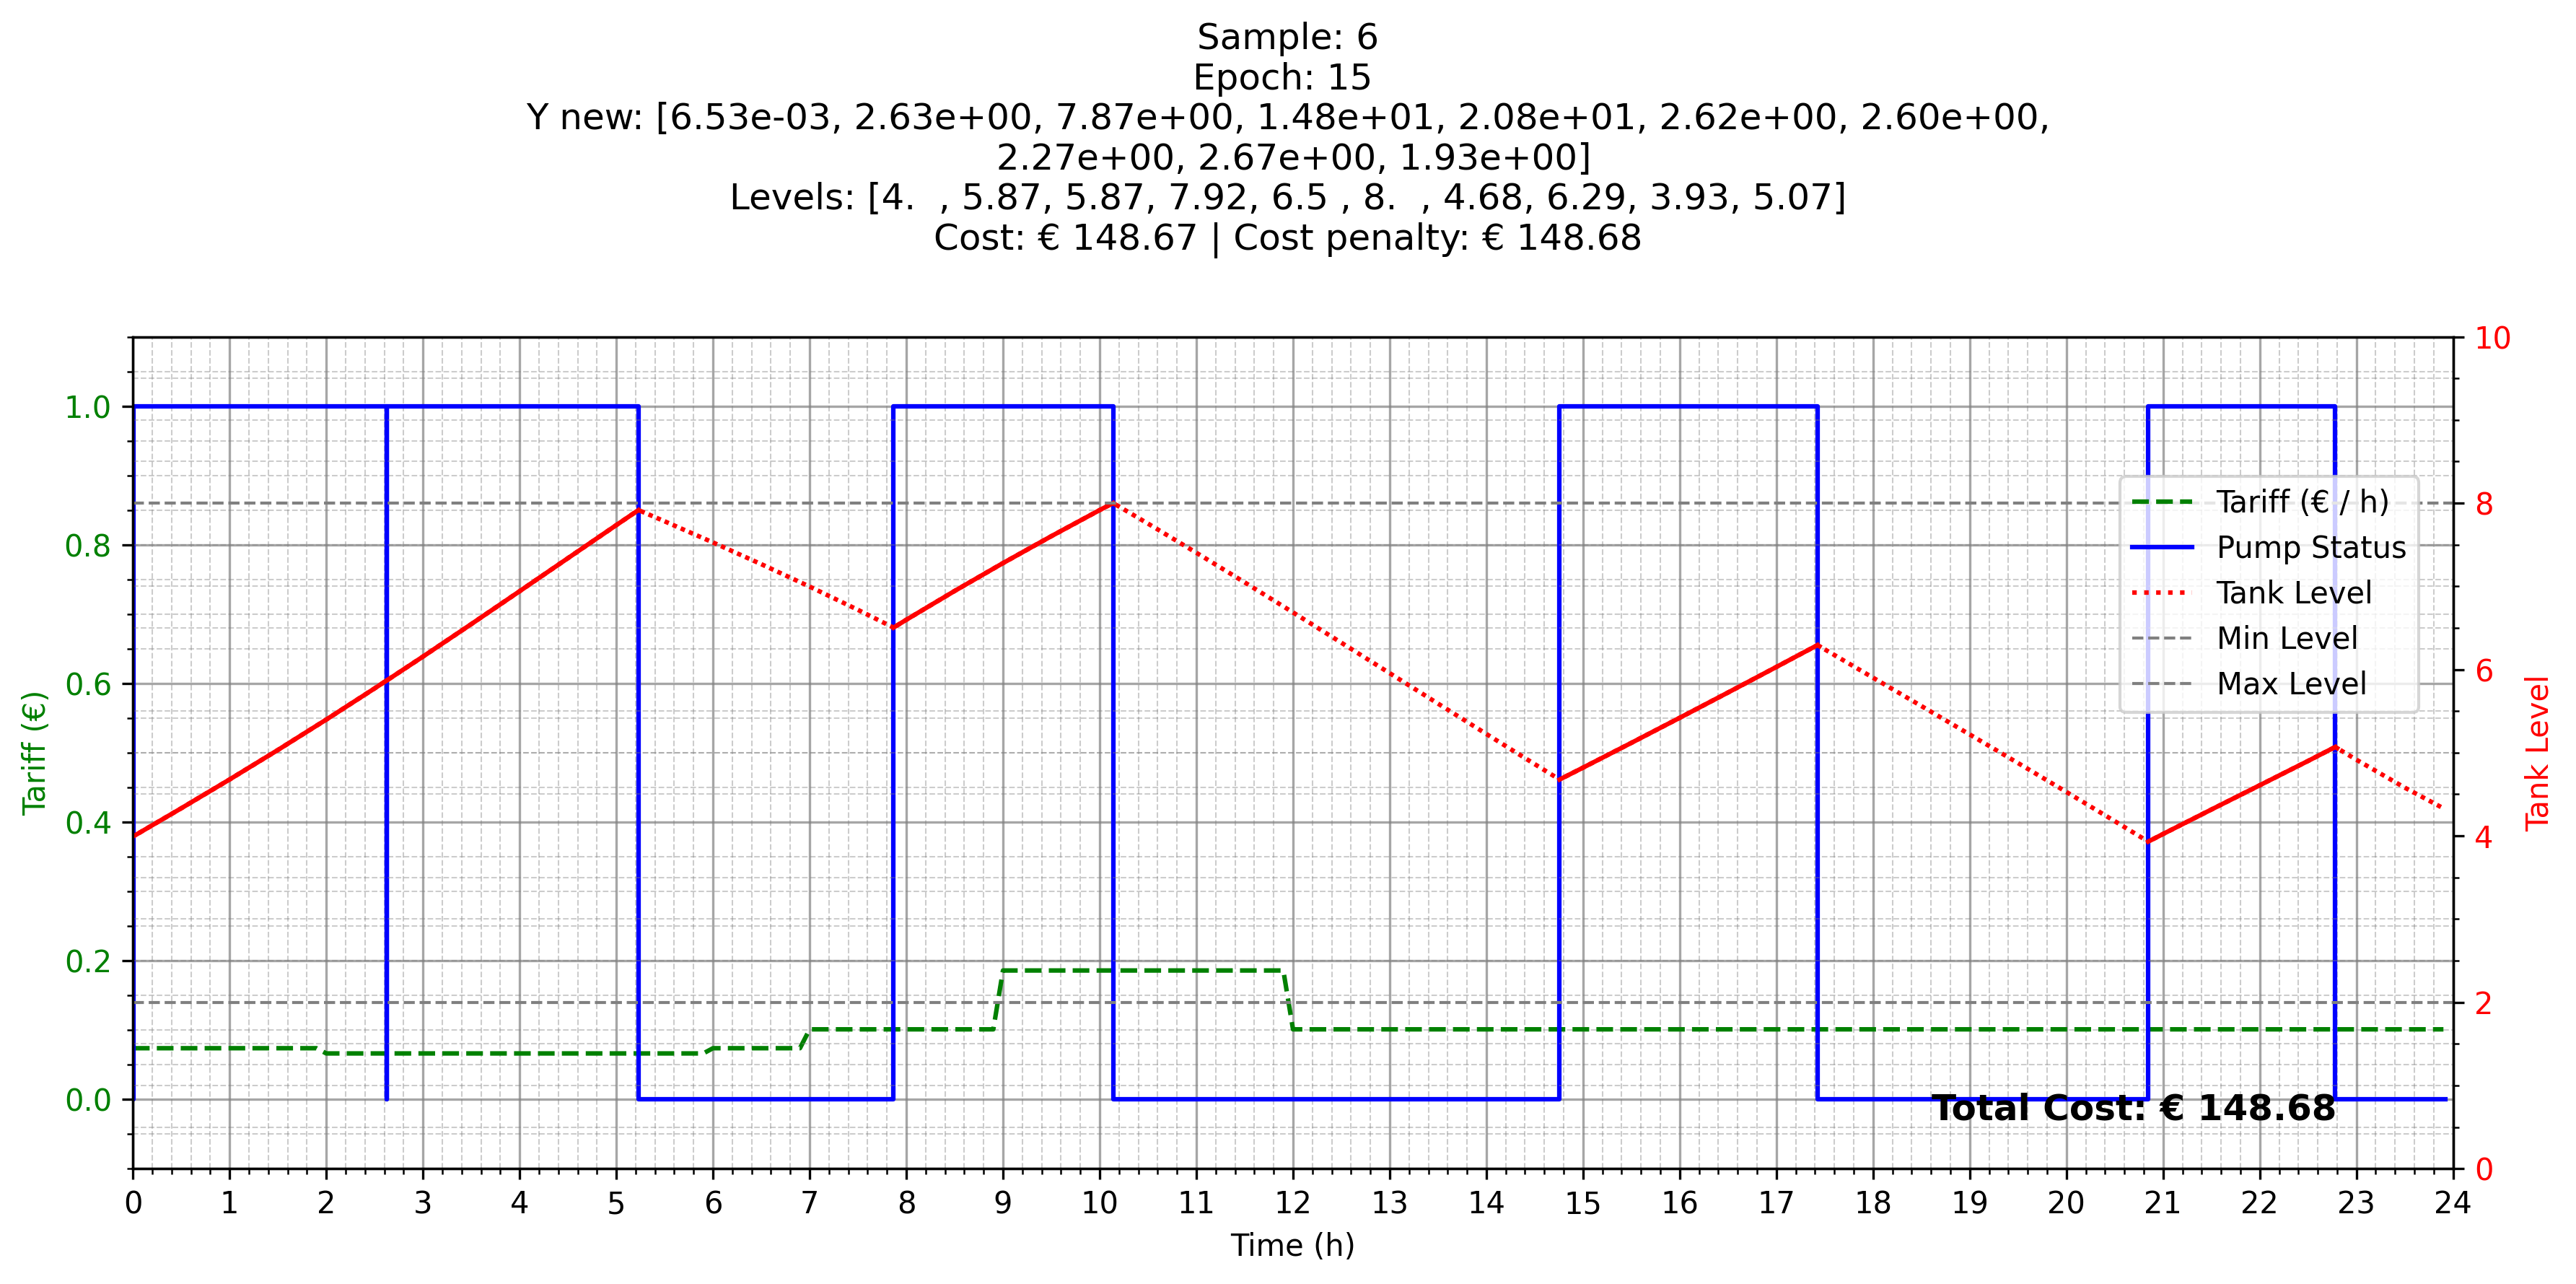 Sample: 6
Epoch: 15
Y new: [6.53e-03, 2.63e+00, 7.87e+00, 1.48e+01, 2.08e+01, 2.62e+00, 2.60e+00,
2.27e+00, 2.67e+00, 1.93e+00]
Levels: [4.  , 5.87, 5.87, 7.92, 6.5 , 8.  , 4.68, 6.29, 3.93, 5.07]
Cost: € 148.67 | Cost penalty: € 148.68
Tariff (€)
1.0
0.8
0.6
0.4
0.2
0.0
Tariff (€ / h)
Pump Status
Tank Level
Min Level
Max Level
Total Cost: € 148.68
10
8
6
4
2
0
Tank Level
0 1 2 3 4 5 6 7 8 9 10 11 12 13 14 15 16 17 18 19 20 21 22 23 24
Time (h)